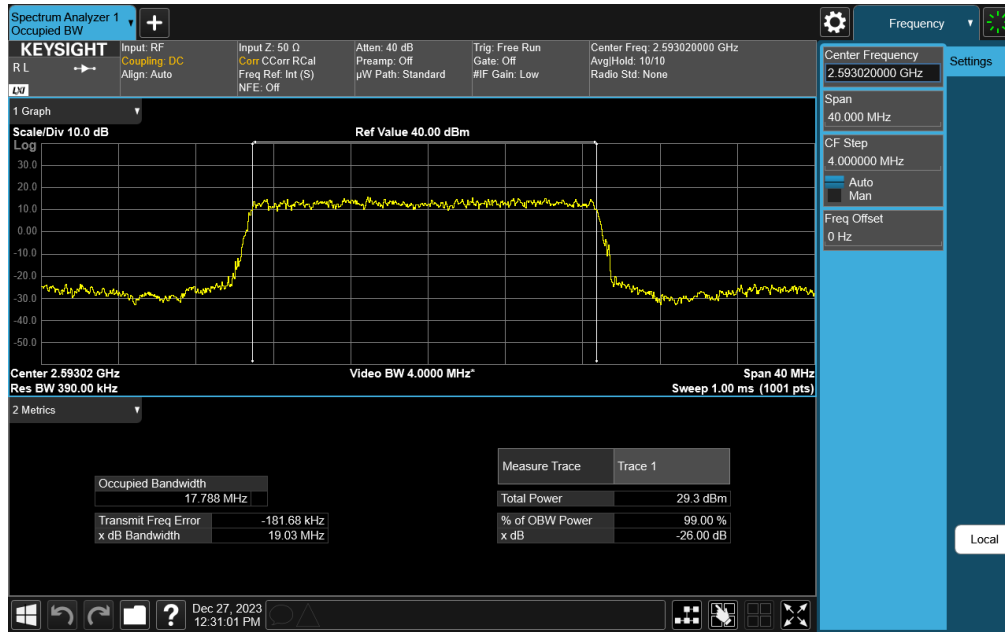 Spectrum Analyzer 1
Occupied BW
Frequency
KEYSIGHT
R L
LXI
Input: RF
Coupling: DC
Align: Auto
Input Z: 50 Ω
Corr CCorr RCal
Freq Ref: Int (S)
NFE: Off
Atten: 40 dB
Preamp: Off
µW Path: Standard
Trig: Free Run
Gate: Off
#IF Gain: Low
Center Freq: 2.593020000 GHz
Avg|Hold: 10/10
Radio Std: None
Center Frequency
2.593020000 GHz
Settings
Span
40.000 MHz
CF Step
4.000000 MHz
Auto
Man
Freq Offset
0 Hz
Local
1 Graph
Scale/Div 10.0 dB
Ref Value 40.00 dBm
Log
30.0
20.0
10.0
0.00
-10.0
-20.0
-30.0
-40.0
-50.0
Center 2.59302 GHz
Video BW 4.0000 MHz*
Span 40 MHz
Res BW 390.00 kHz
Sweep 1.00 ms (1001 pts)
2 Metrics
Measure Trace Trace 1
Occupied Bandwidth
17.788 MHz
Total Power 29.3 dBm
Transmit Freq Error -181.68 kHz
% of OBW Power 99.00 %
x dB Bandwidth 19.03 MHz
x dB -26.00 dB
?
Dec 27, 2023
12:31:01 PM